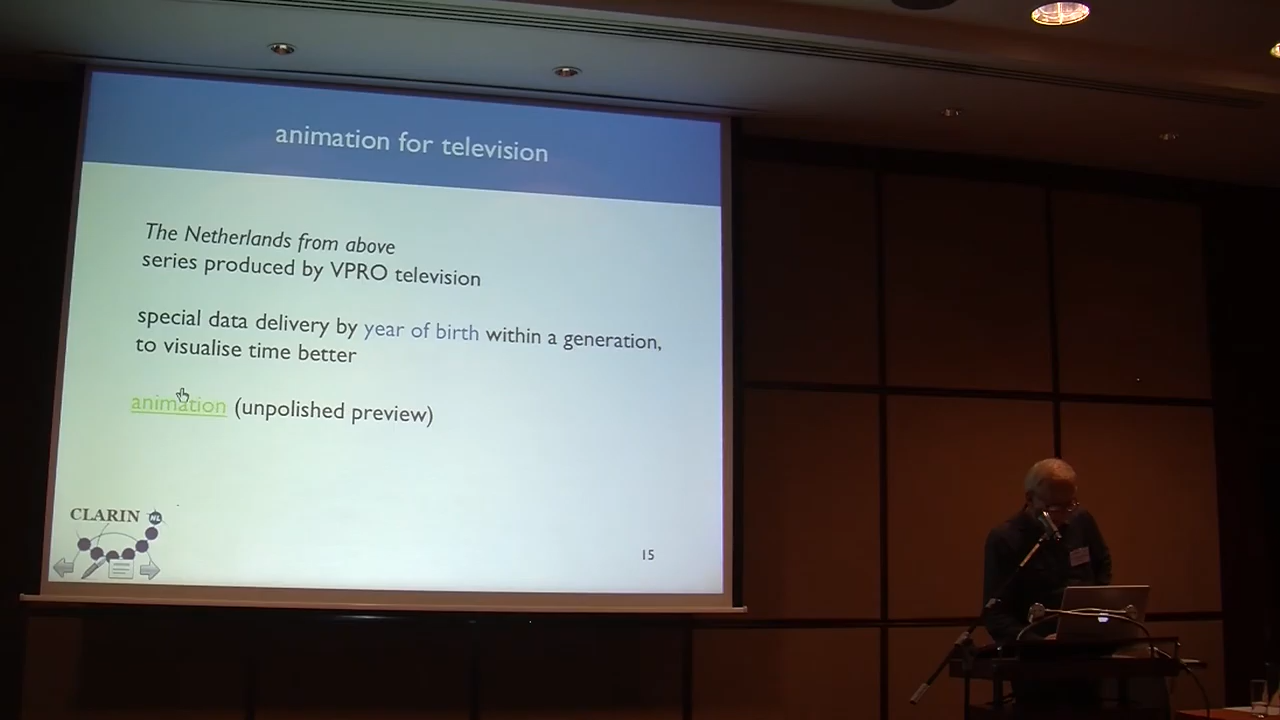 animation for television
The Netherlands from above
series produced by VPRO television
special data delivery by year of birth within a generation,
to visualise time better
animation (unpolished preview)
CLARIN NL
15